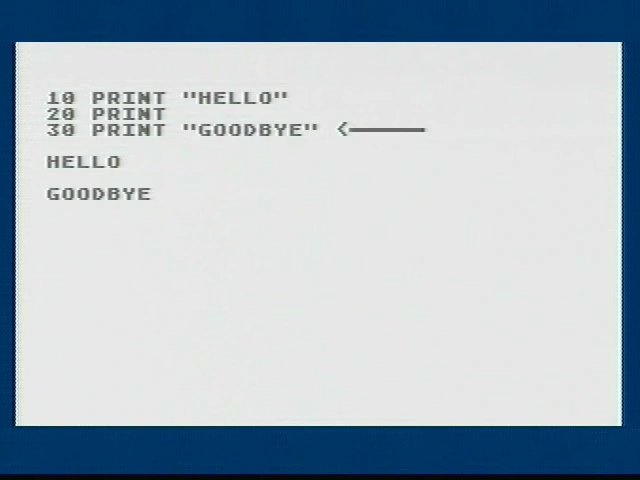 10 PRINT "HELLO"
20 PRINT
30 PRINT "GOODBYE"
HELLO
GOODBYE